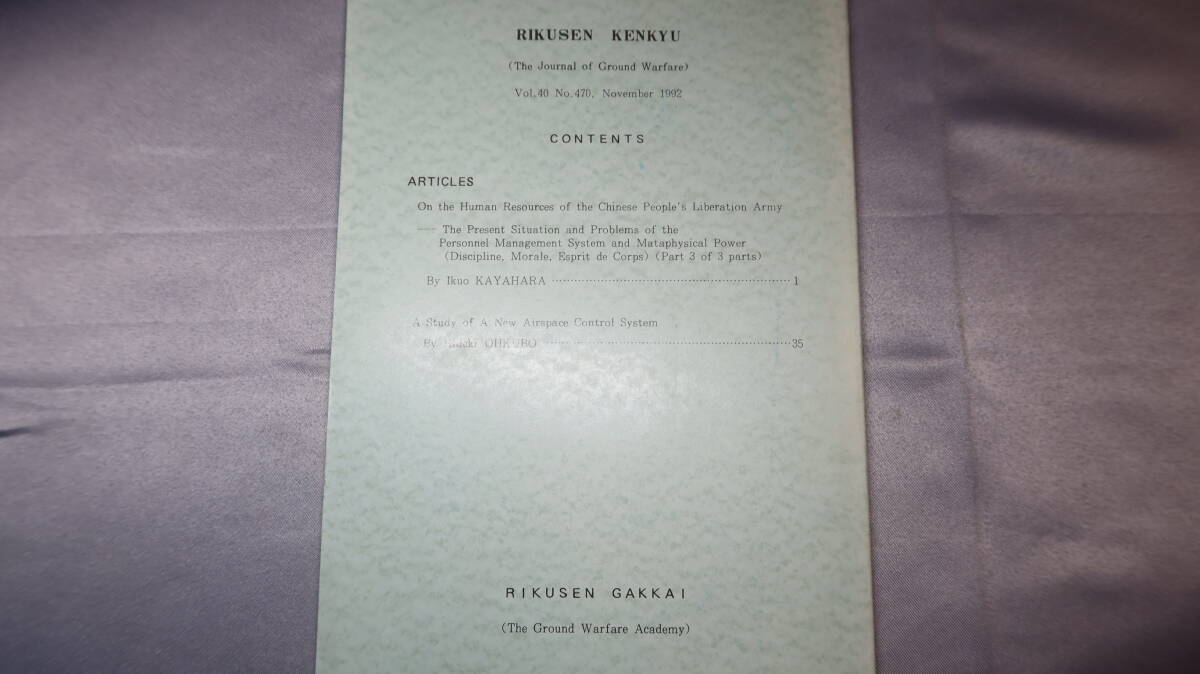 RIKUSEN KENKYU
(The Journal of Ground Warfare)
Vol.40 No.470, November 1992
CONTENTS
ARTICLES
On the Human Resources of the Chinese People's Liberation Army
— The Present Situation and Problems of the
Personnel Management System and Mataphysical Power
(Discipline, Morale, Esprit de Corps) (Part 3 of 3 parts)
By Ikuo KAYAHARA ………………………………………………… 1
A Study of A New Airspace Control System
By OHKUBO ………………………………………………… 35
RIKUSEN GAKKAI
(The Ground Warfare Academy)